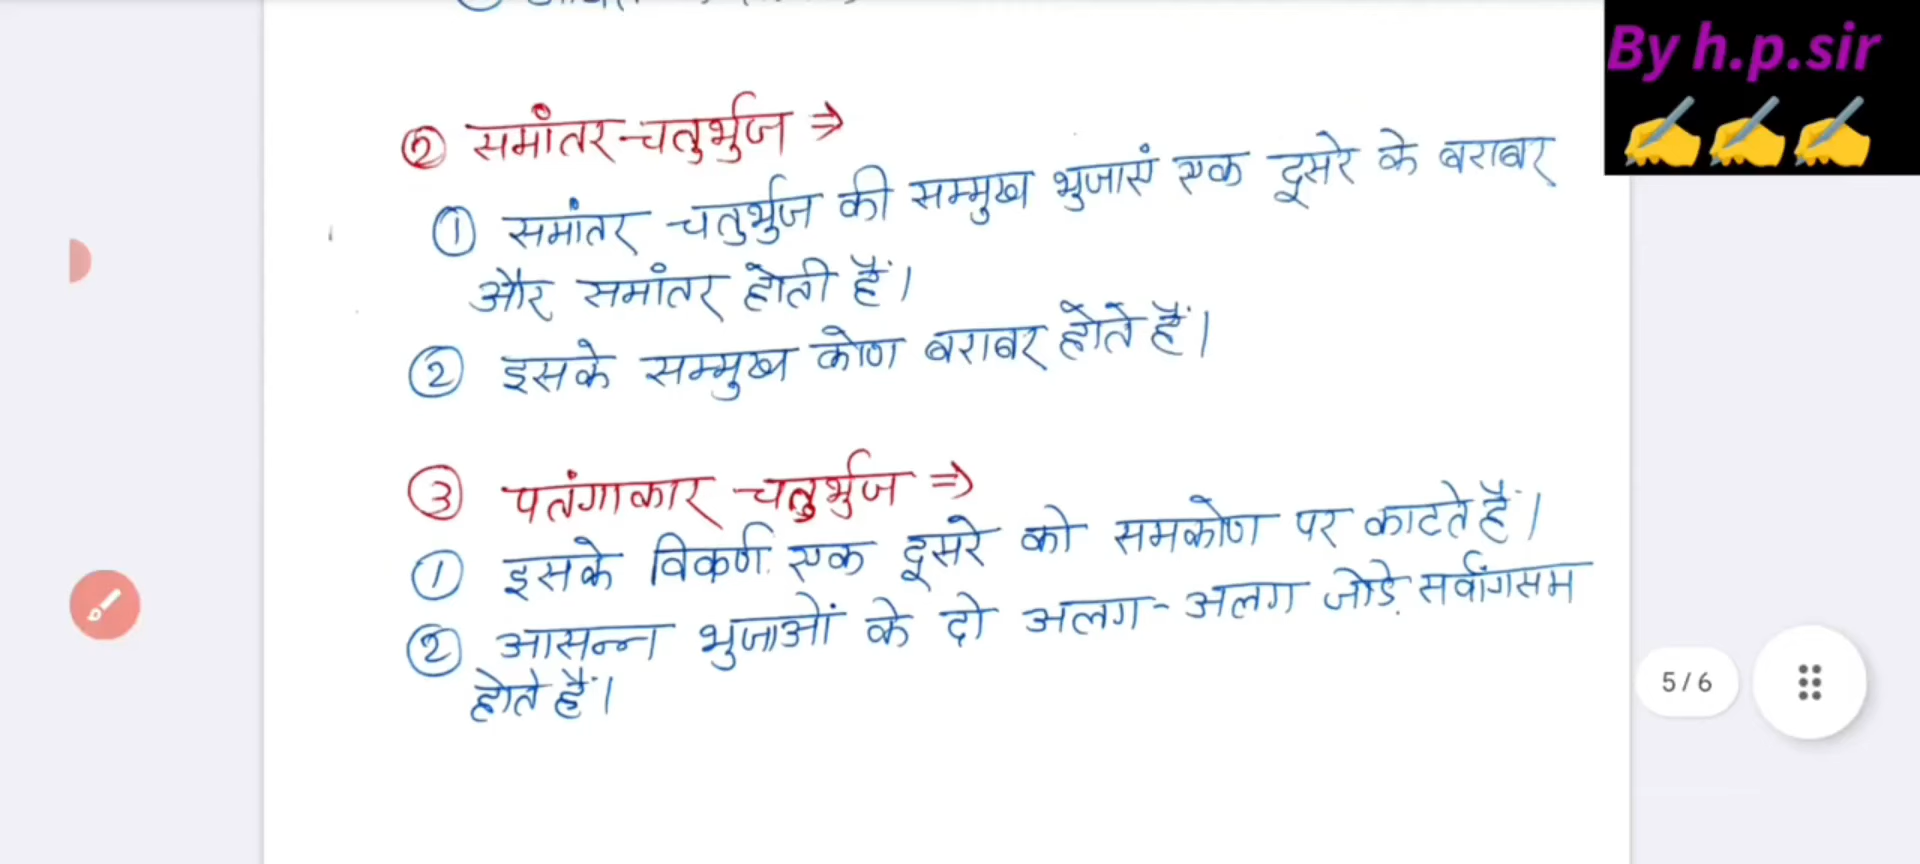 By h.p.sir
② समांतर-चतुर्भुज ⇒
① समांतर चतुर्भुज की सम्मुख भुजाएं एक दूसरे के बराबर
और समांतर होती हैं।
② इसके सम्मुख कोण बराबर होते हैं।
③ पतंगाकार चतुर्भुज ⇒
① इसके विकर्ण एक दूसरे को समकोण पर काटते हैं।
② आसन्न भुजाओं के दो अलग-अलग जोड़े सर्वांगसम
होते हैं।
5/6